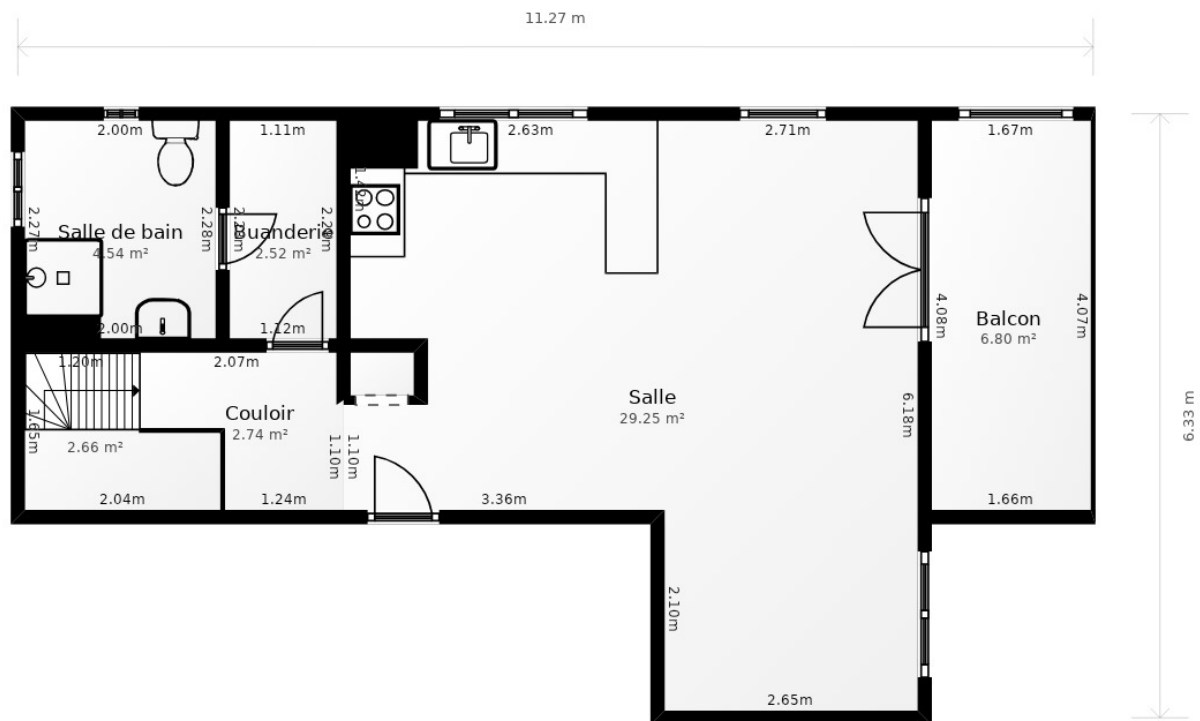 11.27 m
2.00m
1.11m
2.63m
2.71m
1.67m
2.27m
Salle de bain
4.54 m²
2.28m
2.28m
Buanderie
2.52 m²
2.29m
2.00m
1.12m
4.08m
Balcon
6.80 m²
4.07m
1.20m
2.07m
Couloir
2.74 m²
1.65m
2.66 m²
1.10m
1.10m
Salle
29.25 m²
6.18m
6.33 m
2.04m
1.24m
3.36m
1.66m
2.10m
2.65m